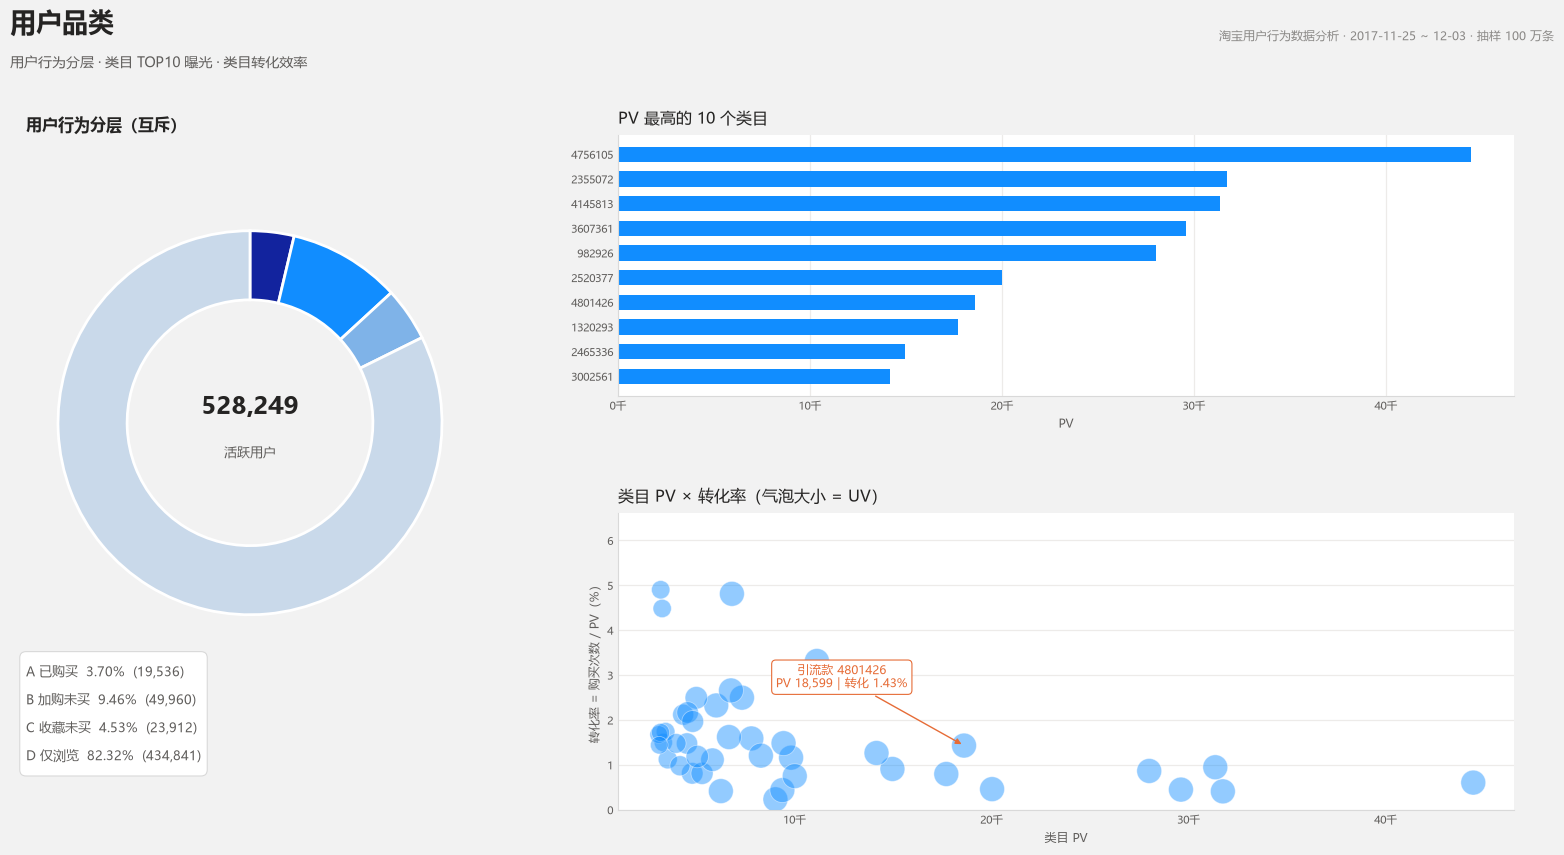 用户品类
用户行为分层 · 类目 TOP10 曝光 · 类目转化效率
淘宝用户行为数据分析 · 2017-11-25 ~ 12-03 · 抽样 100 万条
用户行为分层（互斥）
528,249
活跃用户
A 已购买 3.70% (19,536)
B 加购未买 9.46% (49,960)
C 收藏未买 4.53% (23,912)
D 仅浏览 82.32% (434,841)
PV 最高的 10 个类目
4756105
2355072
4145813
3607361
982926
2520377
4801426
1320293
2465336
3002561
0千 10千 20千 30千 40千
PV
类目 PV × 转化率（气泡大小 = UV）
转化率 = 购买次数 / PV（%）
6
5
4
3
2
1
0
引流款 4801426
PV 18,599 | 转化 1.43%
10千 20千 30千 40千
类目 PV